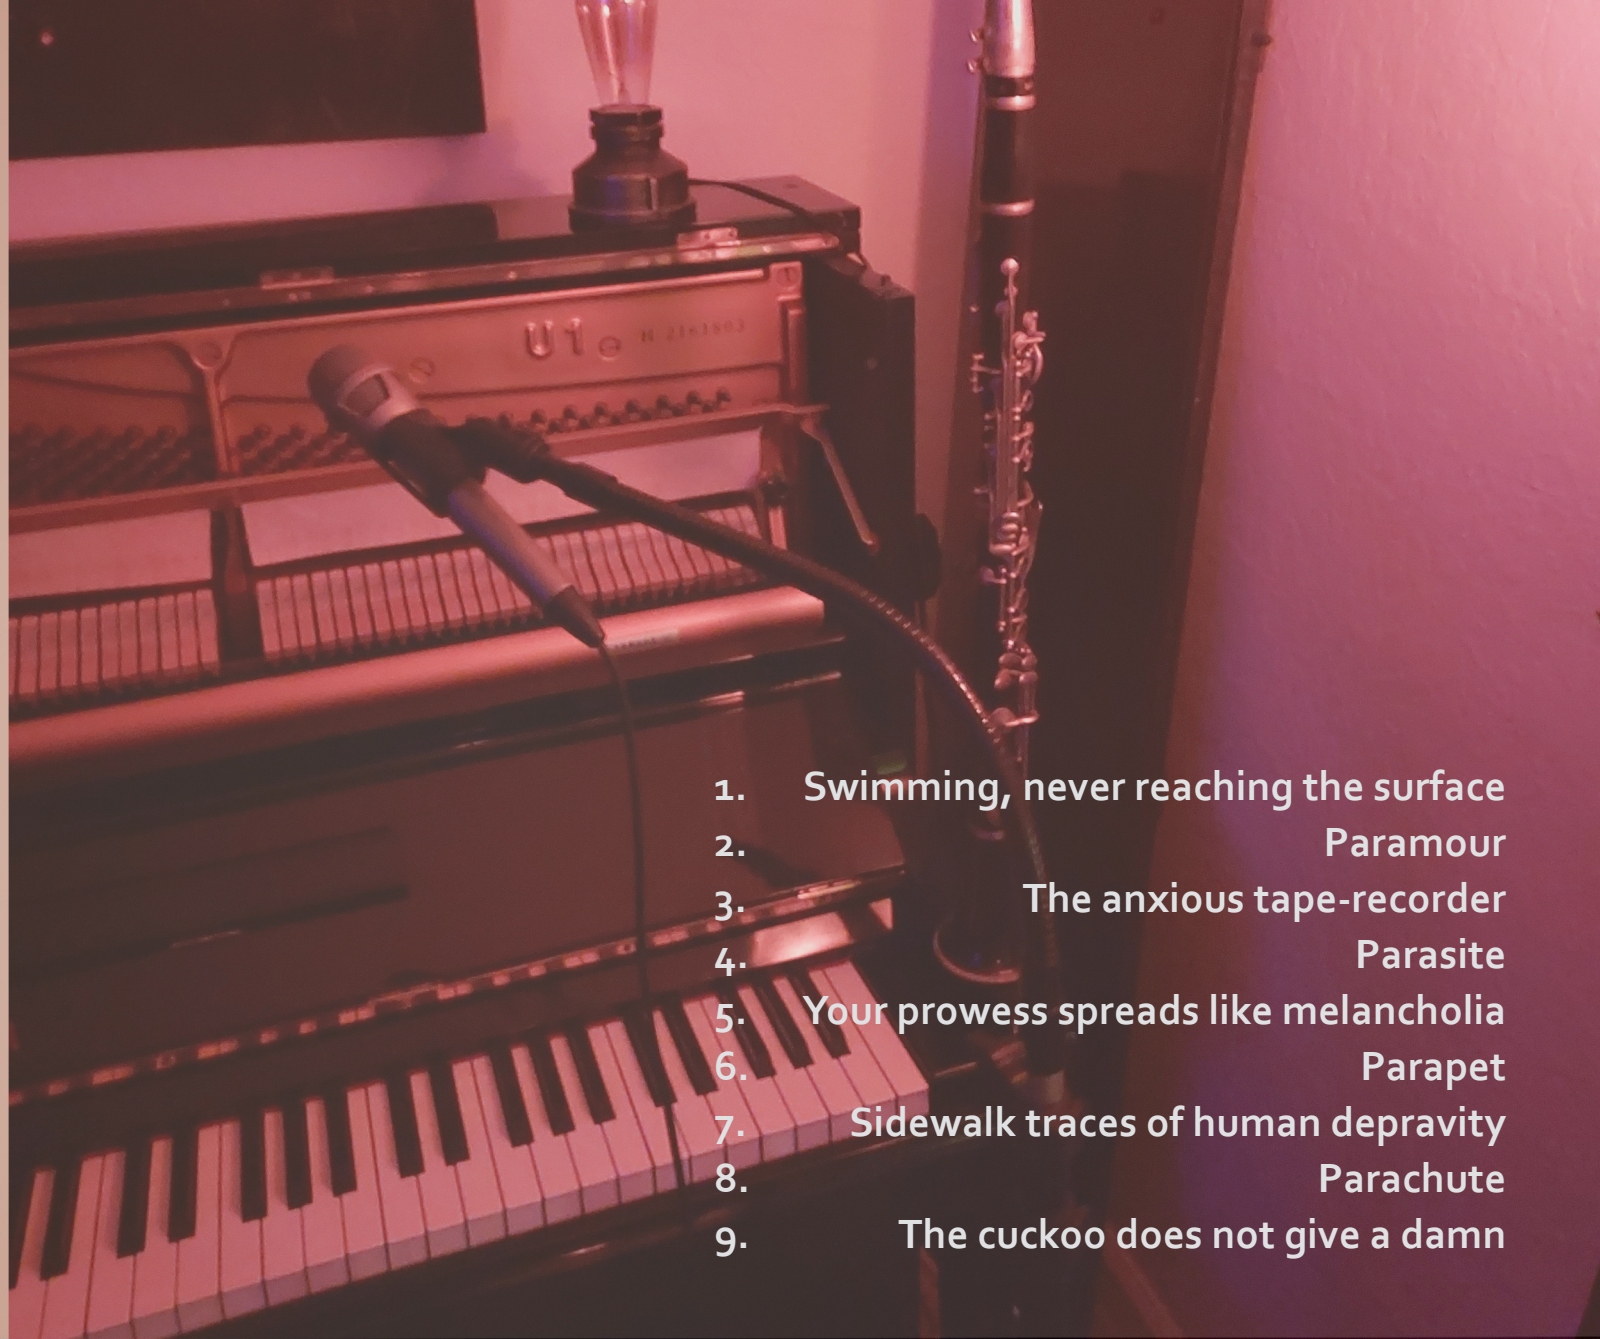 U1
H 2161803
1. Swimming, never reaching the surface
2. Paramour
3. The anxious tape-recorder
4. Parasite
5. Your prowess spreads like melancholia
6. Parapet
7. Sidewalk traces of human depravity
8. Parachute
9. The cuckoo does not give a damn